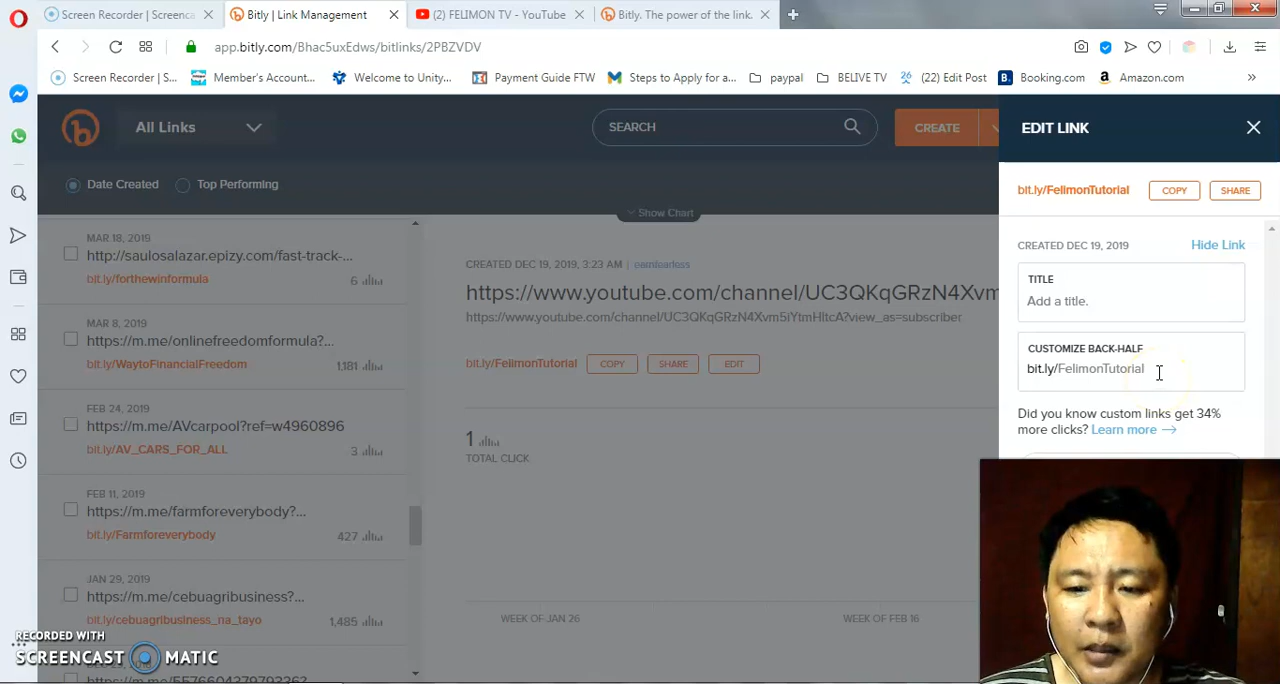 Screen Recorder | Screenca
Bitly | Link Management
(2) FELIMON TV - YouTube
Bitly. The power of the link.
app.bitly.com/Bhac5uxEdws/bitlinks/2PBZVDV
Screen Recorder | S...
Member's Account...
Welcome to Unity...
Payment Guide FTW
Steps to Apply for a...
paypal
BELIVE TV
(22) Edit Post
Booking.com
Amazon.com
All Links
SEARCH
CREATE
Date Created
Top Performing
Show Chart
MAR 18, 2019
http://saulosalazar.epizy.com/fast-track-...
bit.ly/forthewinformula
6
MAR 8, 2019
https://m.me/onlinefreedomformula?...
bit.ly/WaytoFinancialFreedom
1,181
FEB 24, 2019
https://m.me/AVcarpool?ref=w4960896
bit.ly/AV_CARS_FOR_ALL
3
FEB 11, 2019
https://m.me/farmforeverybody?...
bit.ly/Farmforeverybody
427
JAN 29, 2019
https://m.me/cebuagribusiness?...
bit.ly/cebuagribusiness_na_tayo
1,485
CREATED DEC 19, 2019, 3:23 AM |
https://www.youtube.com/channel/UC3QKqGRzN4Xvm
https://www.youtube.com/channel/UC3QKqGRzN4Xvm5iYtmHItcA?view_as=subscriber
bit.ly/FelimonTutorial
COPY
SHARE
EDIT
1
TOTAL CLICK
WEEK OF JAN 26
WEEK OF FEB 16
EDIT LINK
bit.ly/FelimonTutorial
COPY
SHARE
CREATED DEC 19, 2019
Hide Link
TITLE
Add a title.
CUSTOMIZE BACK-HALF
bit.ly/FelimonTutorial
Did you know custom links get 34%
more clicks? Learn more →
RECORDED WITH
SCREENCAST MATIC